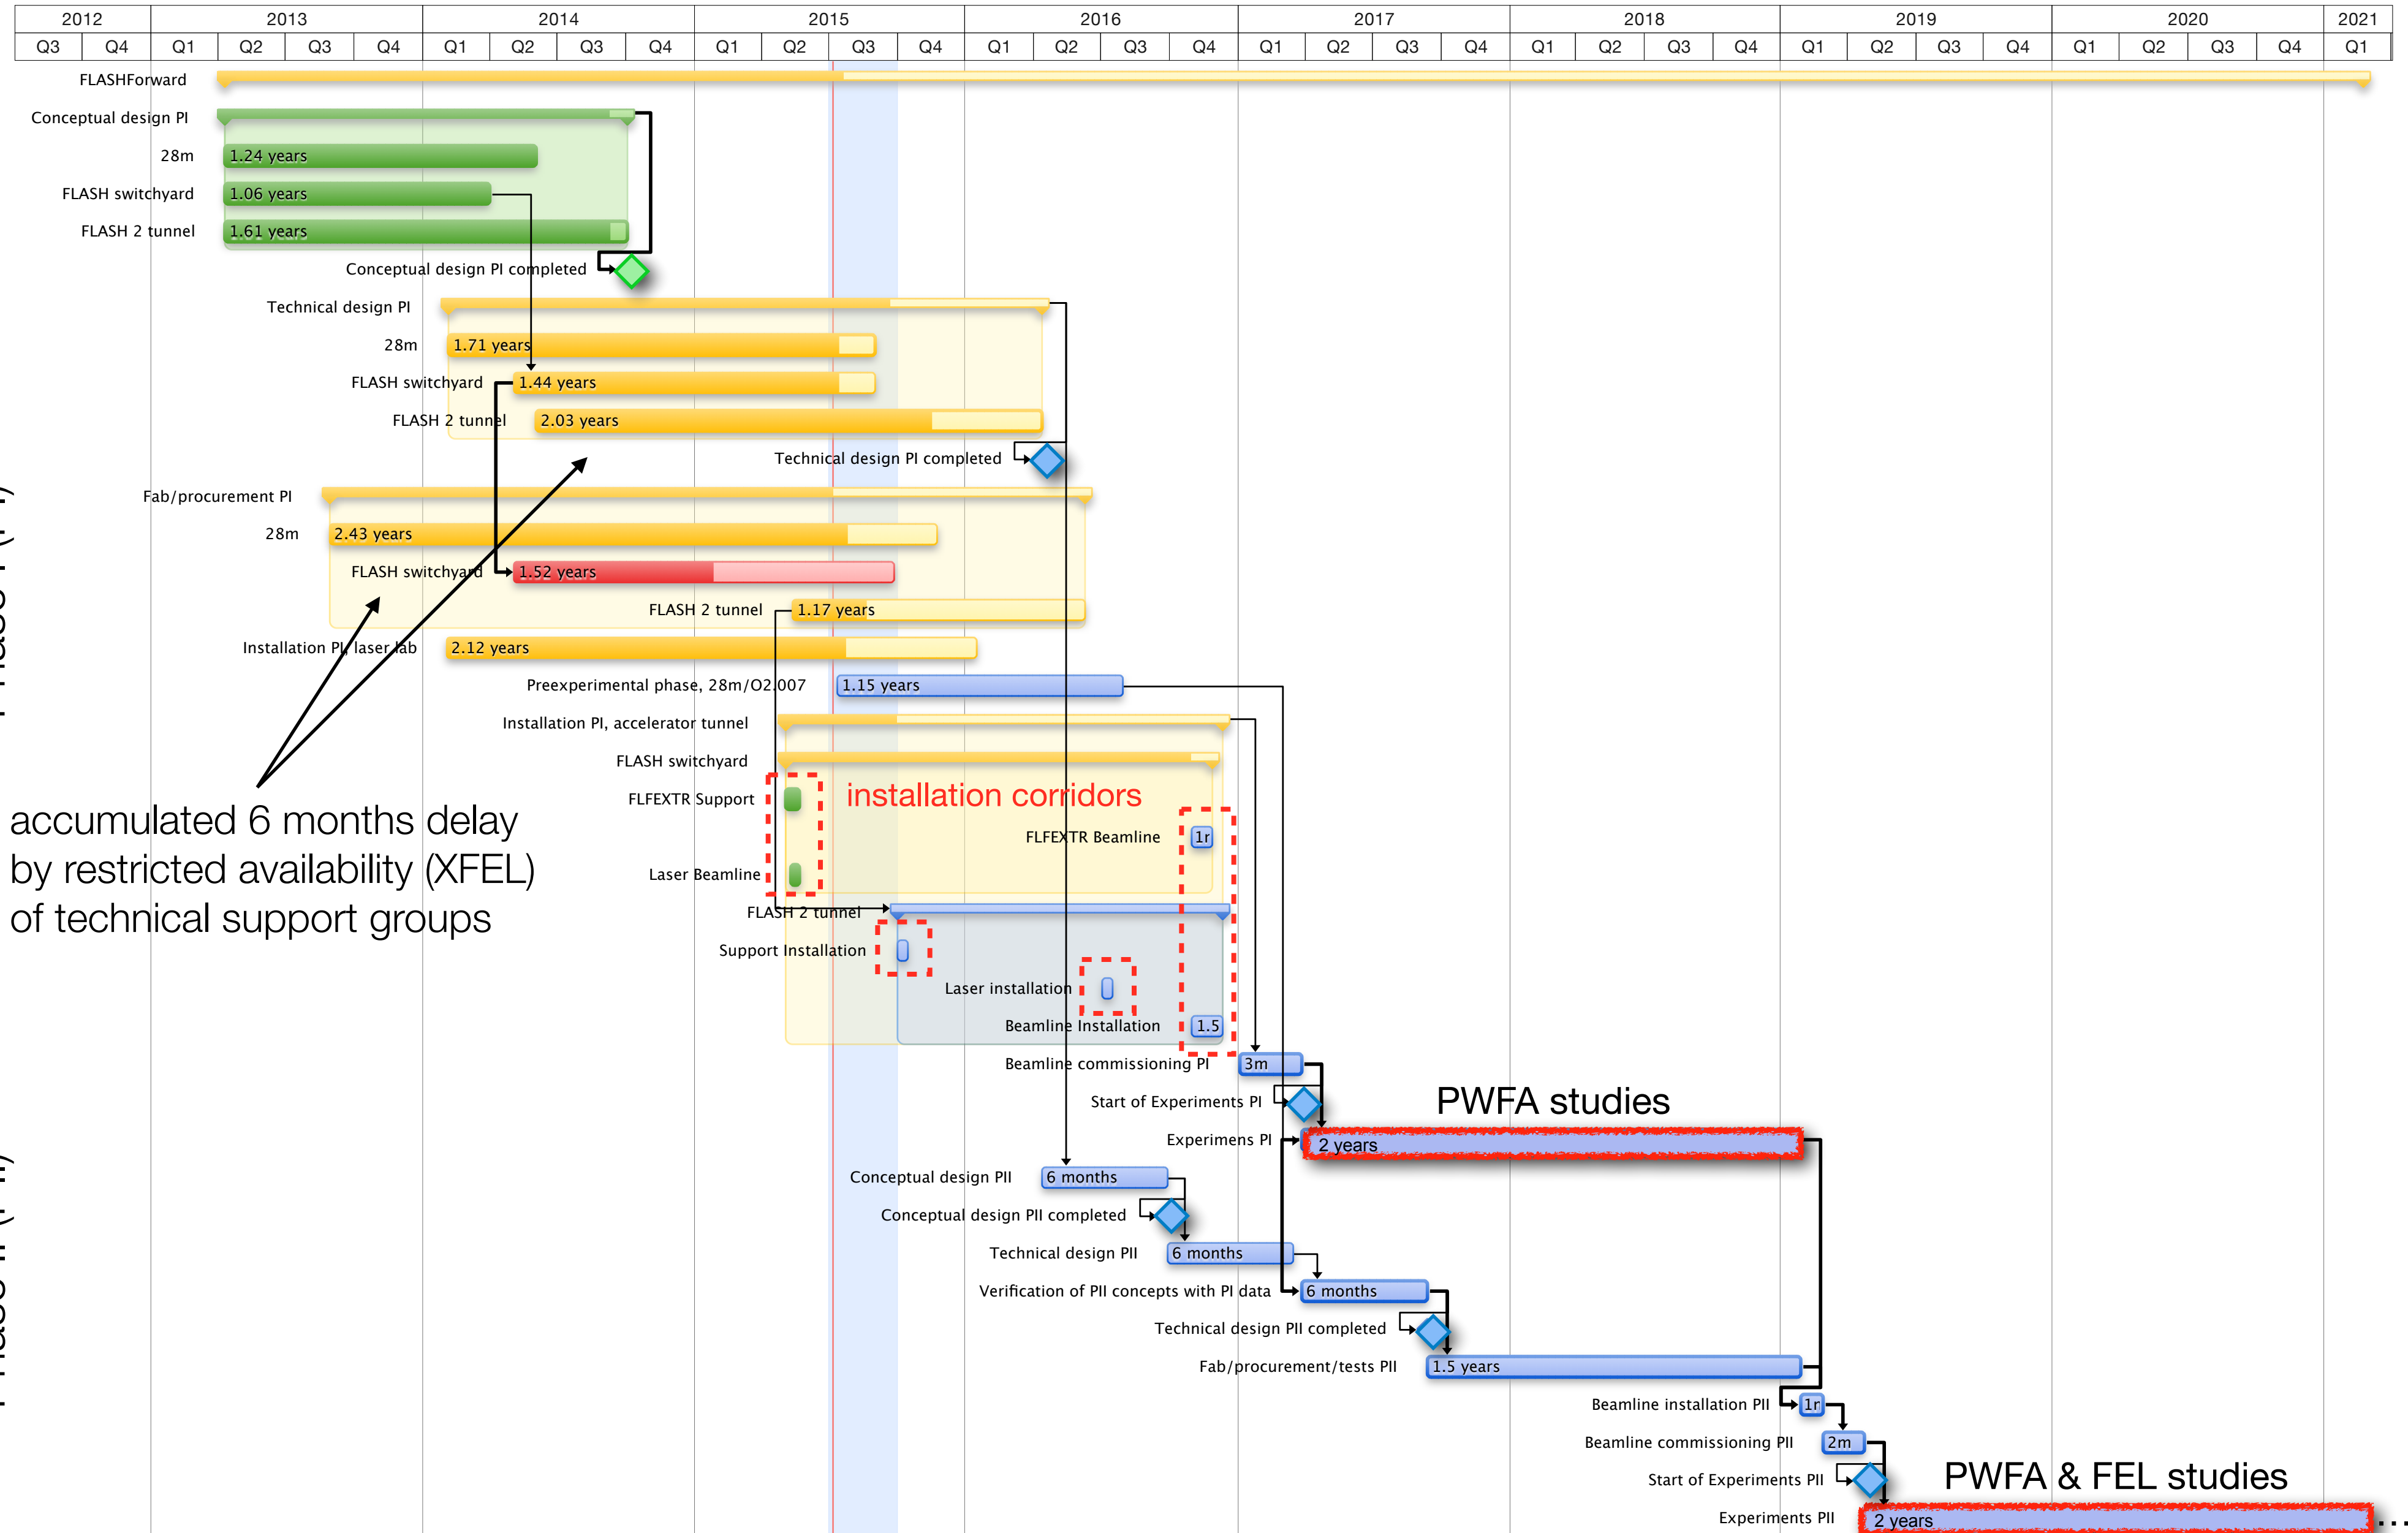 2012 2013 2014 2015 2016 2017 2018 2019 2020 2021
Q3 Q4 Q1 Q2 Q3 Q4 Q1 Q2 Q3 Q4 Q1 Q2 Q3 Q4 Q1 Q2 Q3 Q4 Q1 Q2 Q3 Q4 Q1 Q2 Q3 Q4 Q1 Q2 Q3 Q4 Q1 Q2 Q3 Q4 Q1
FLASHForward
Conceptual design PI
28m 1.24 years
FLASH switchyard 1.06 years
FLASH 2 tunnel 1.61 years
Conceptual design PI completed
Technical design PI
28m 1.71 years
FLASH switchyard 1.44 years
FLASH 2 tunnel 2.03 years
Technical design PI completed
Fab/procurement PI
28m 2.43 years
FLASH switchyard 1.52 years
FLASH 2 tunnel 1.17 years
Installation PI, laser lab 2.12 years
Preexperimental phase, 28m/O2.007 1.15 years
Installation PI, accelerator tunnel
FLASH switchyard
FLFEXTR Support
installation corridors
FLFEXTR Beamline
Laser Beamline
accumulated 6 months delay
by restricted availability (XFEL)
of technical support groups
FLASH 2 tunnel
Support Installation
Laser installation
Beamline Installation 1.5
Beamline commissioning PI 3m
Start of Experiments PI
PWFA studies
Experimens PI 2 years
Conceptual design PII 6 months
Conceptual design PII completed
Technical design PII 6 months
Verification of PII concepts with PI data 6 months
Technical design PII completed
Fab/procurement/tests PII 1.5 years
Beamline installation PII
Beamline commissioning PII 2m
Start of Experiments PII
PWFA & FEL studies
Experiments PII 2 years ...